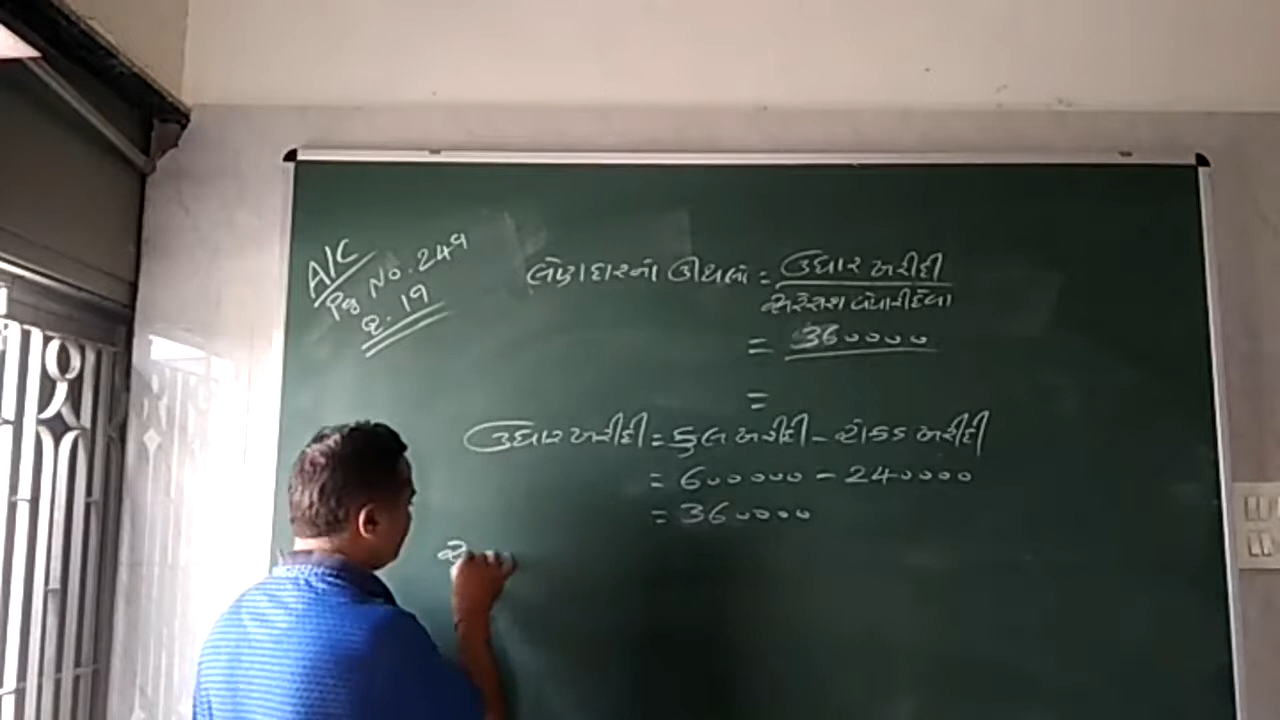 A/C
Pg No. 249
Q. 19
લેણદારનો ઊથલો = ઉધાર ખરીદી
સરેરાશ વેપારીદેવા
= 360000
=
ઉધાર ખરીદી = કુલ ખરીદી - રોકડ ખરીદી
= 600000 - 240000
= 360000